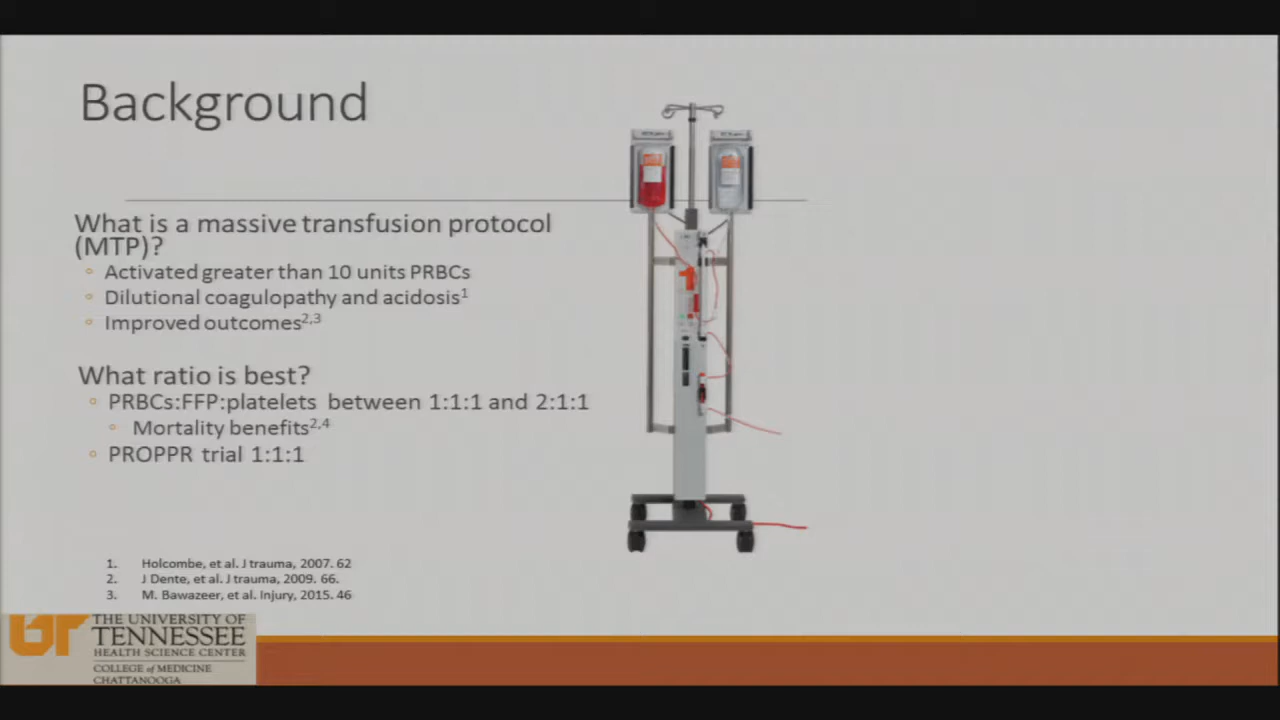 Background
What is a massive transfusion protocol
(MTP)?
Activated greater than 10 units PRBCs
Dilutional coagulopathy and acidosis1
Improved outcomes2,3
What ratio is best?
PRBCs:FFP:platelets between 1:1:1 and 2:1:1
Mortality benefits2,4
PROPPR trial 1:1:1
1. Holcombe, et al. J trauma, 2007. 62
2. J Dente, et al. J trauma, 2009. 66.
3. M. Bawazeer, et al. Injury, 2015. 46
UT THE UNIVERSITY OF
TENNESSEE
HEALTH SCIENCE CENTER
COLLEGE of MEDICINE
CHATTANOOGA